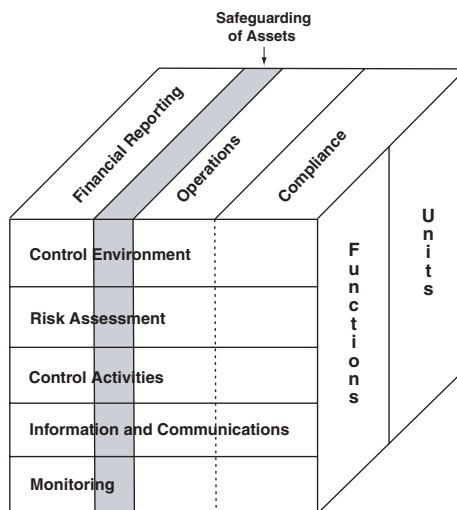 Safeguarding
of Assets
Financial Reporting
Operations
Compliance
Control Environment
Risk Assessment
Control Activities
Information and Communications
Monitoring
Functions
Units